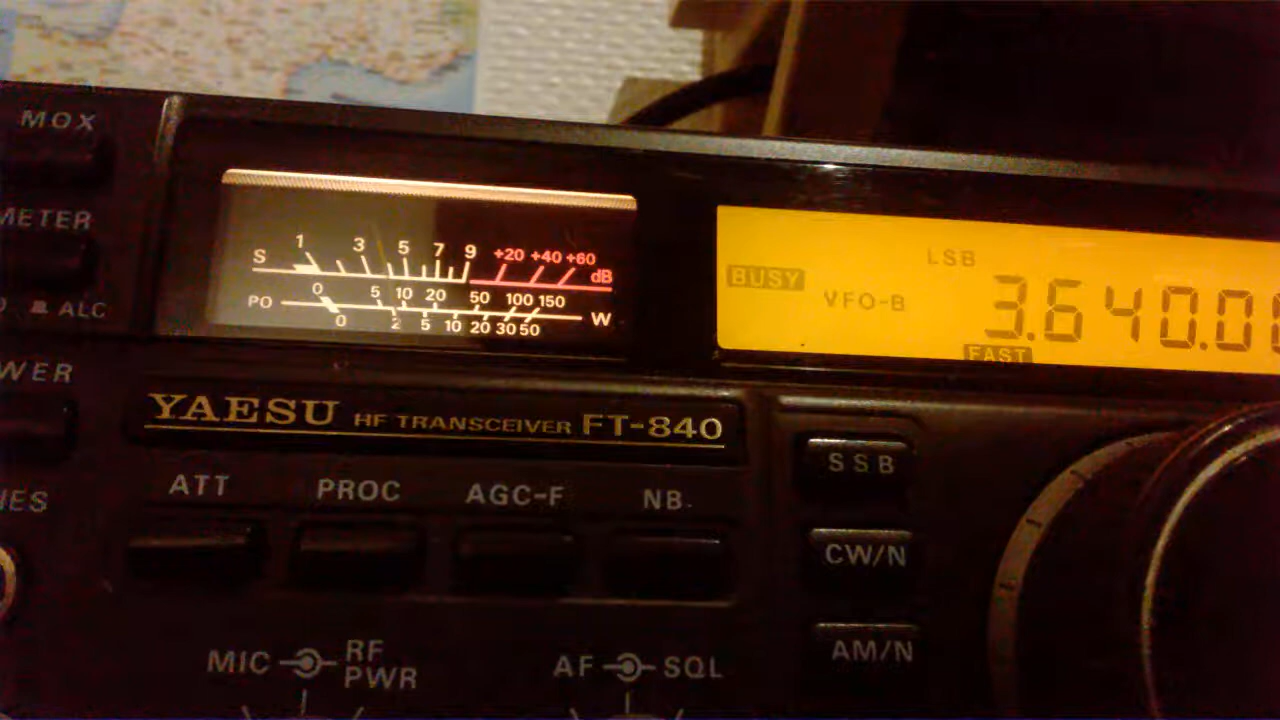 MOX
METER
ALC
S 1 3 5 7 9 +20 +40 +60 dB
PO 0 5 10 20 50 100 150 W
0 2 5 10 20 30 50
LSB
BUSY
VFO-B
3.640.0
FAST
WER
YAESU HF TRANSCEIVER FT-840
IES
ATT PROC AGC-F NB
SSB
CW/N
AM/N
MIC RF PWR
AF SQL